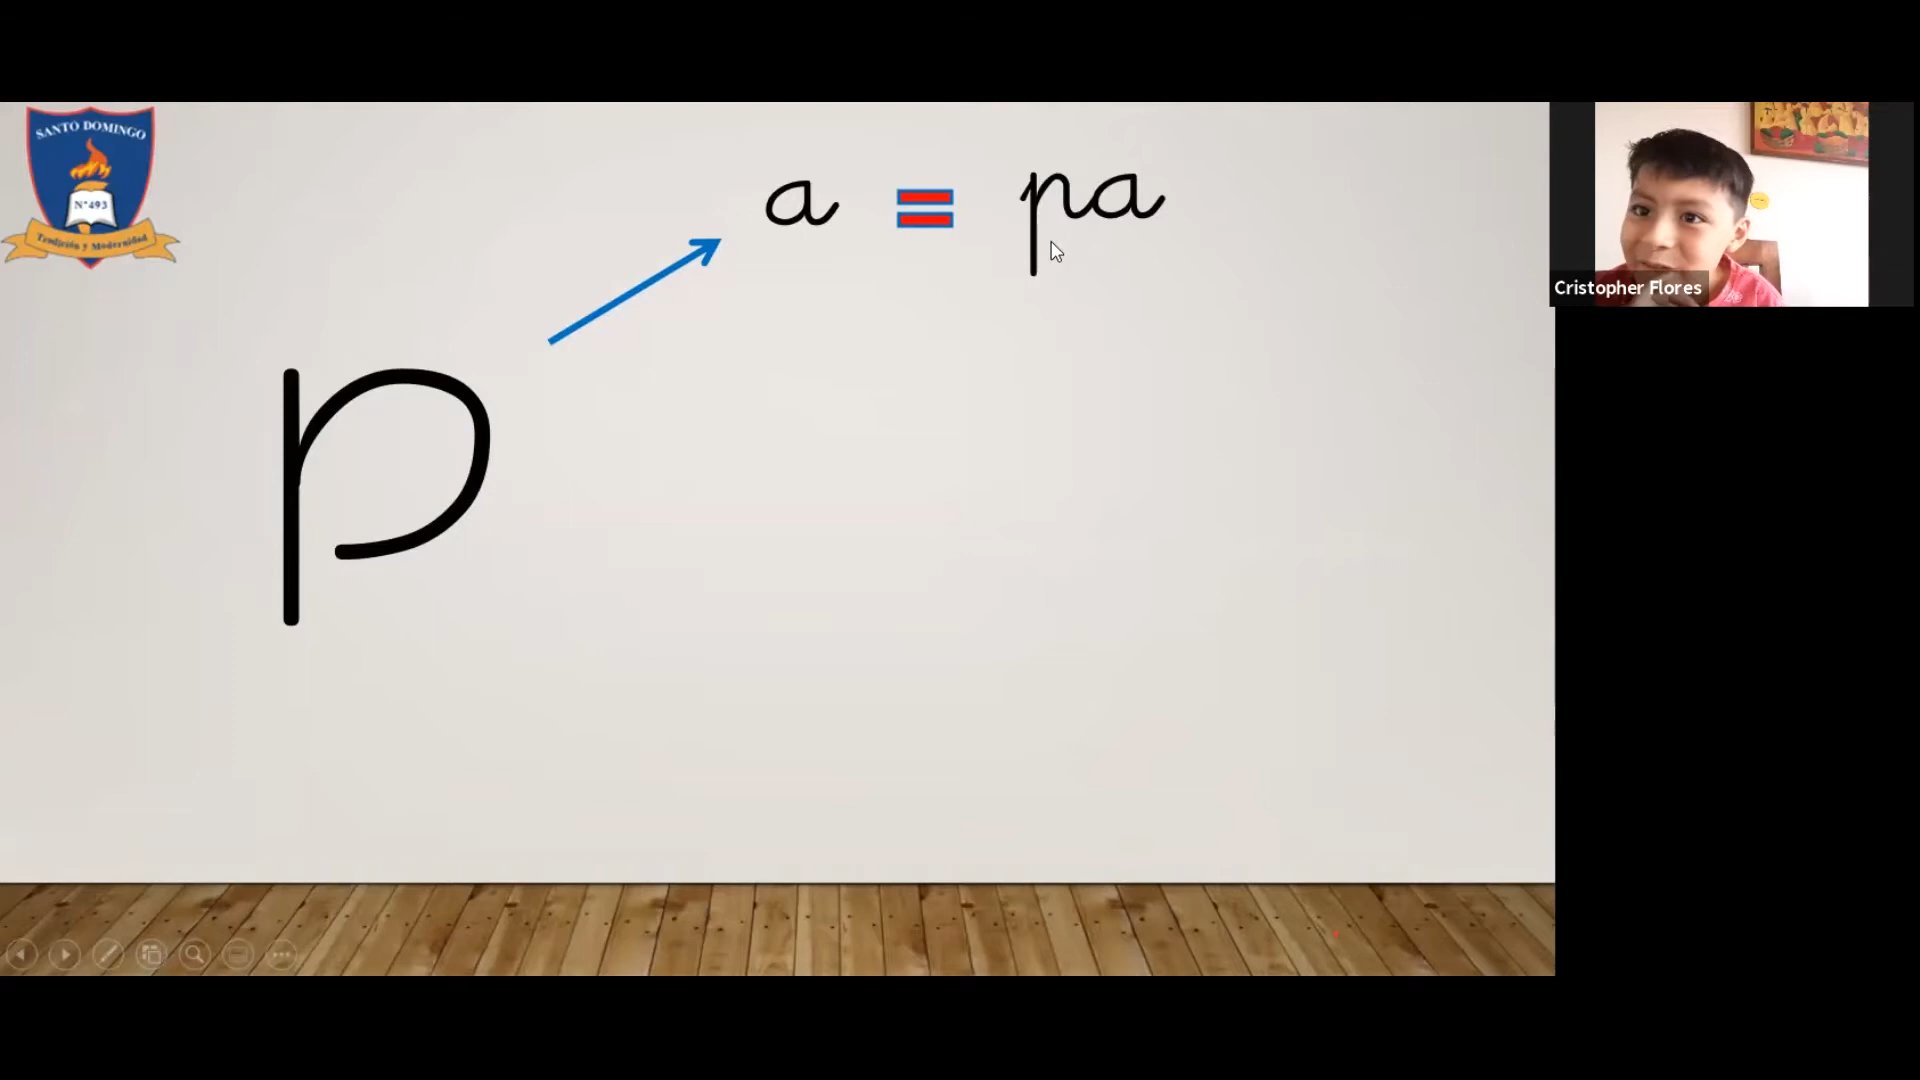 SANTO DOMINGO
N°493
Tradición y Modernidad
a = pa
p
Cristopher Flores